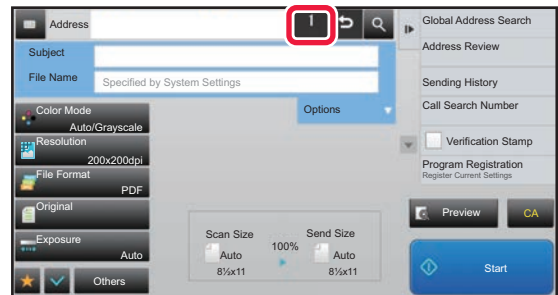 Address
1
Global Address Search
Address Review
Subject
File Name
Specified by System Settings
Sending History
Call Search Number
Options
Color Mode
Auto/Grayscale
Verification Stamp
Resolution
200x200dpi
Program Registration
Register Current Settings
File Format
PDF
Original
Preview
CA
Scan Size
100%
Send Size
Exposure
Auto
Auto
Auto
8½x11
8½x11
Others
Start